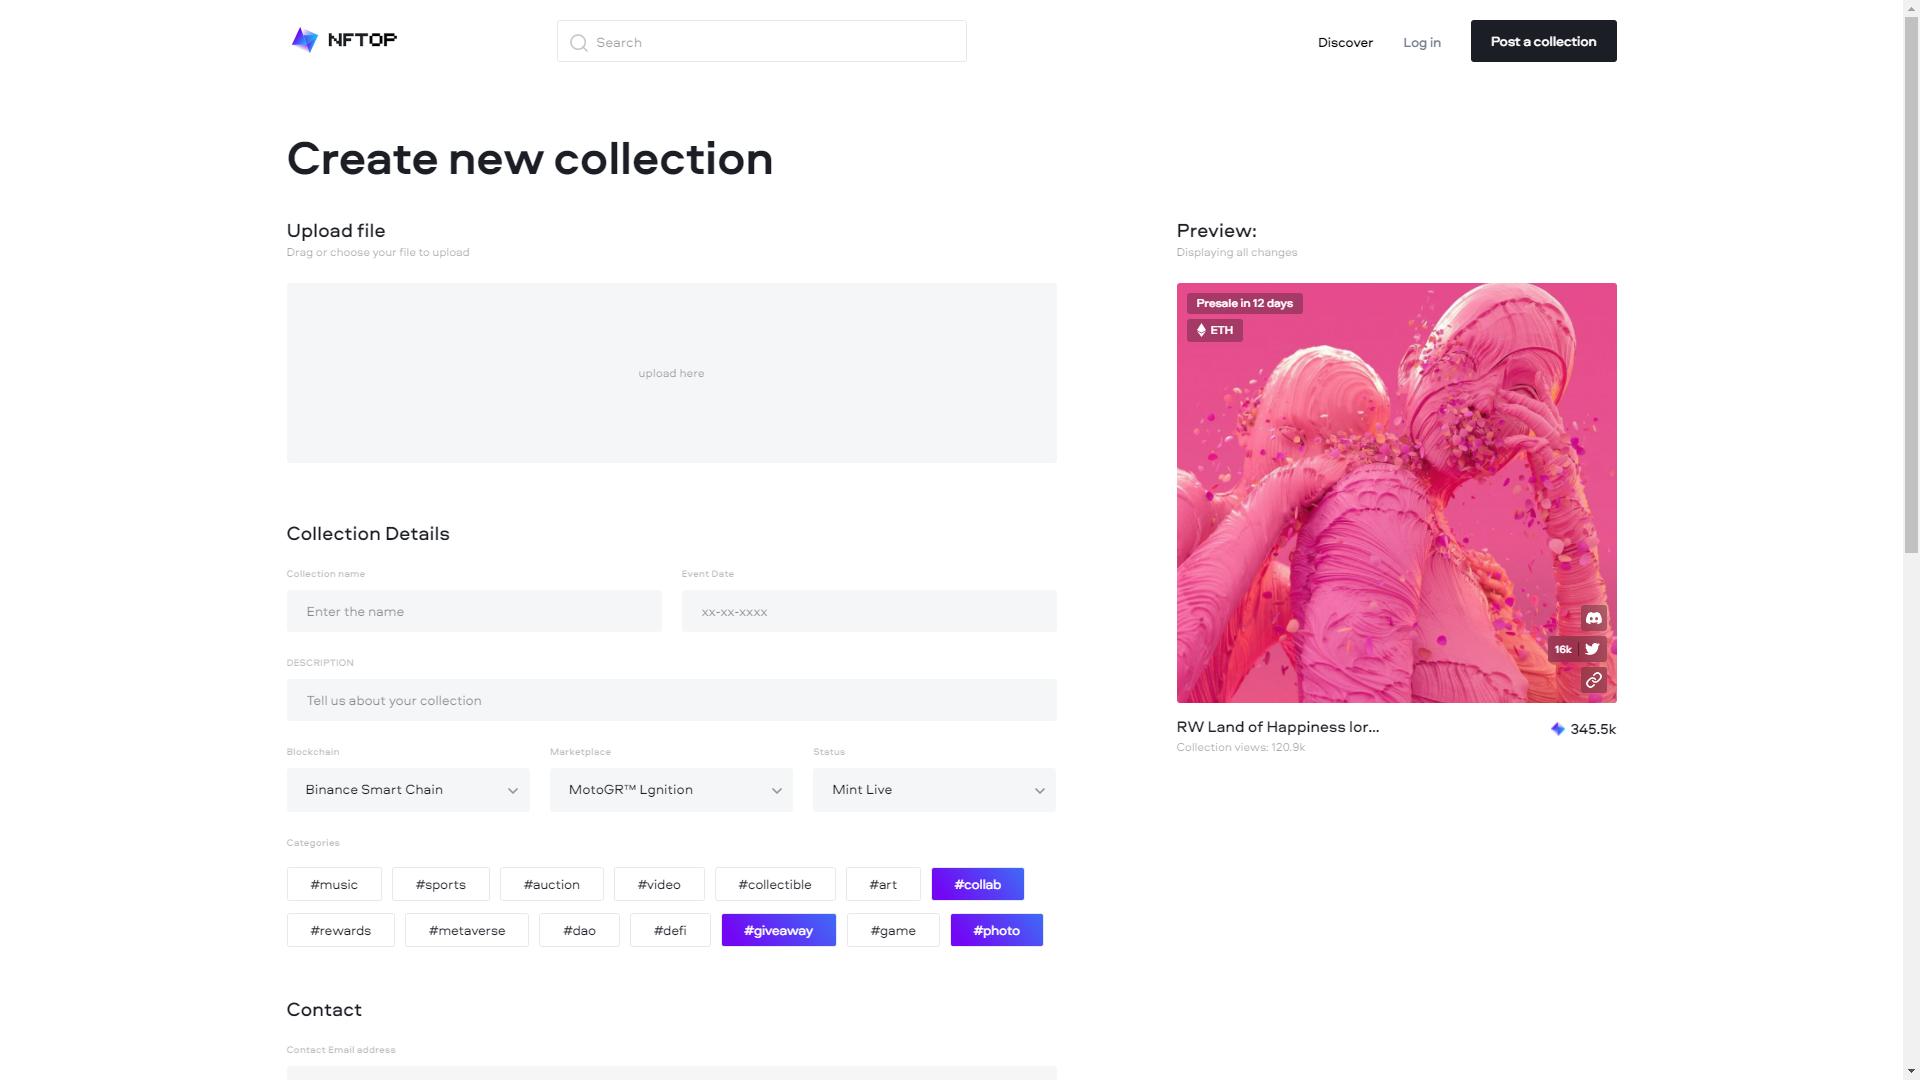 NFTOP
Search
Discover
Log in
Post a collection
Create new collection
Upload file
Drag or choose your file to upload
upload here
Preview:
Displaying all changes
Presale in 12 days
ETH
16k
RW Land of Happiness lor...
345.5k
Collection views: 120.9k
Collection Details
Collection name
Event Date
Enter the name
xx-xx-xxxx
DESCRIPTION
Tell us about your collection
Blockchain
Marketplace
Status
Binance Smart Chain
MotoGR™ Lgnition
Mint Live
Categories
#music
#sports
#auction
#video
#collectible
#art
#collab
#rewards
#metaverse
#dao
#defi
#giveaway
#game
#photo
Contact
Contact Email address